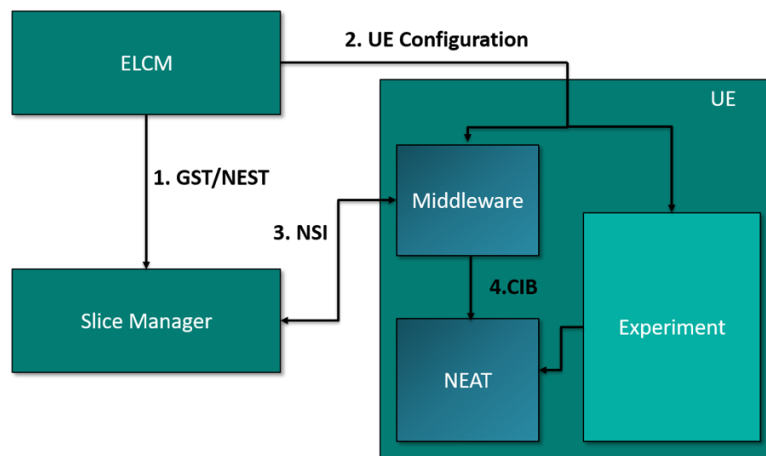 2. UE Configuration
ELCM
UE
1. GST/NEST
Middleware
3. NSI
4.CIB
Slice Manager
Experiment
NEAT